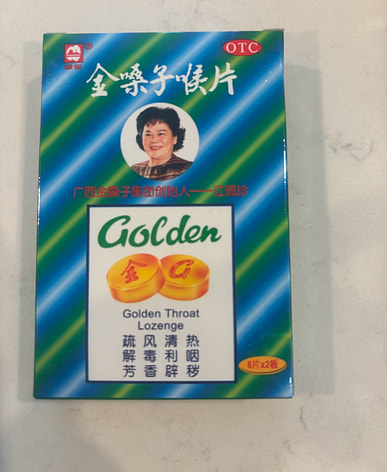 OTC
金嗓子喉片
广西金嗓子集团创始人——江佩珍
Golden
金 G
Golden Throat
Lozenge
疏风清热
解毒利咽
芳香辟秽
6片x2板